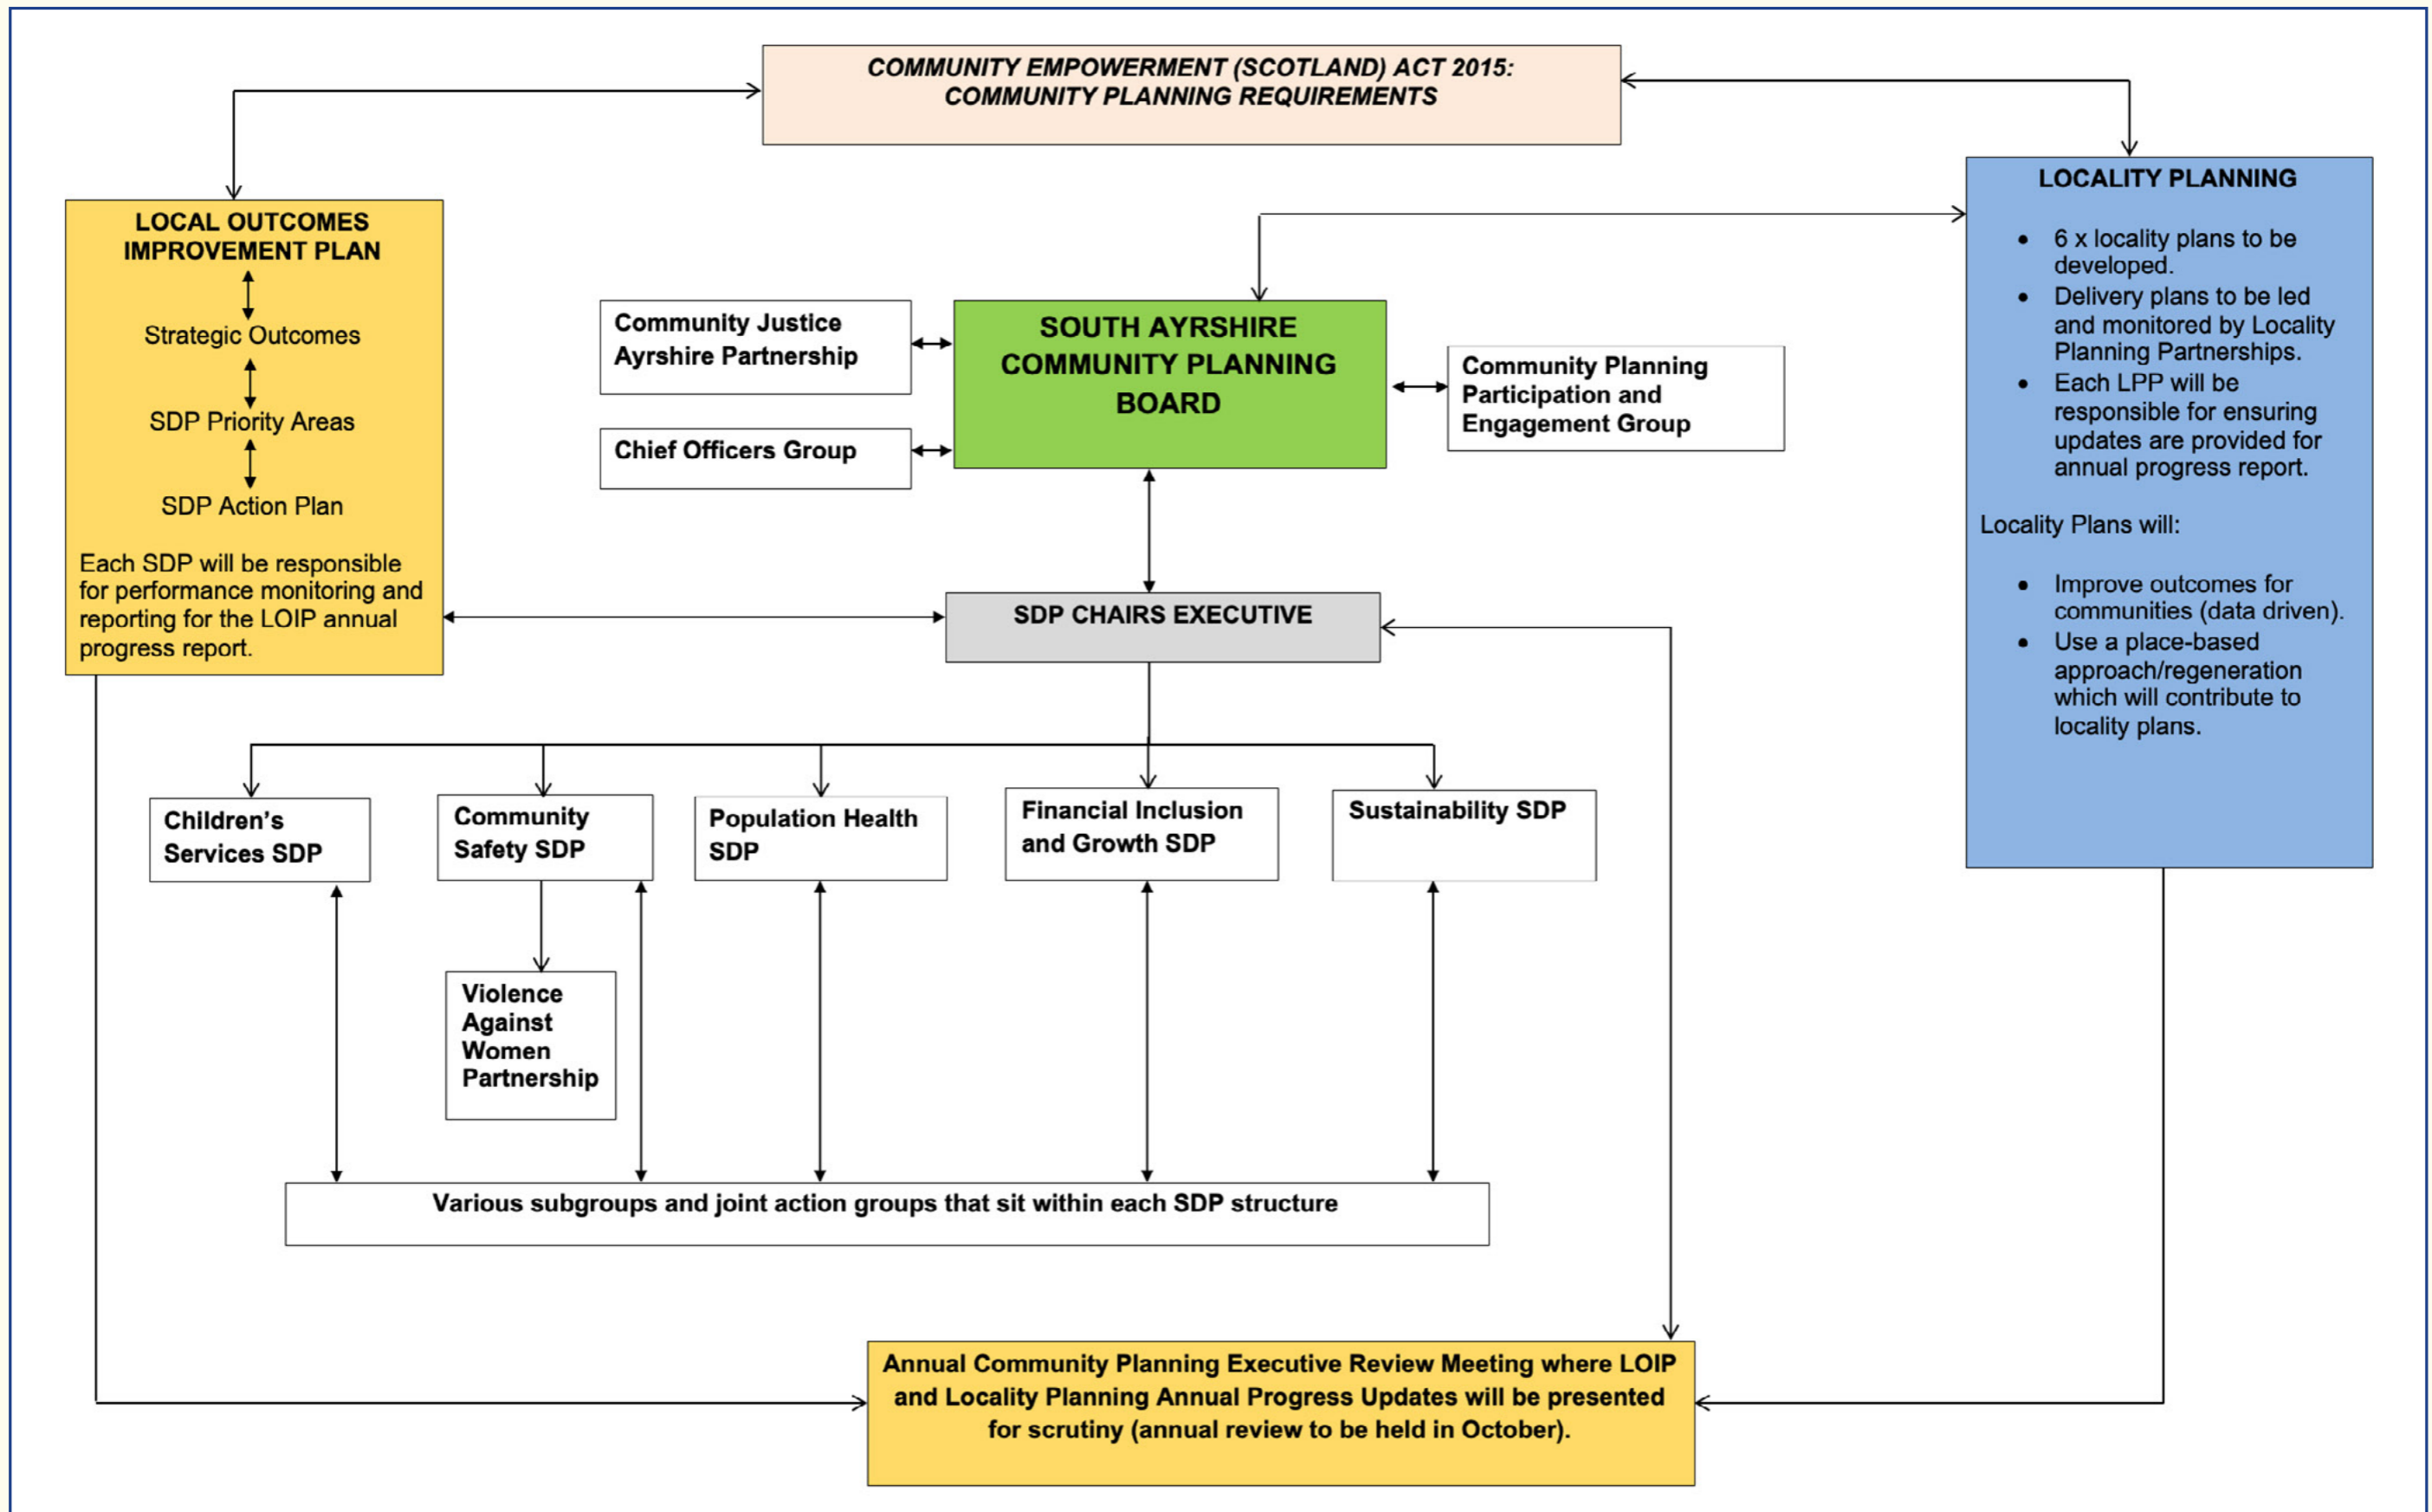 COMMUNITY EMPOWERMENT (SCOTLAND) ACT 2015:
COMMUNITY PLANNING REQUIREMENTS
LOCAL OUTCOMES
IMPROVEMENT PLAN
Strategic Outcomes
SDP Priority Areas
SDP Action Plan
Each SDP will be responsible
for performance monitoring and
reporting for the LOIP annual
progress report.
Community Justice
Ayrshire Partnership
Chief Officers Group
SOUTH AYRSHIRE
COMMUNITY PLANNING
BOARD
Community Planning
Participation and
Engagement Group
LOCALITY PLANNING
• 6 x locality plans to be
developed.
• Delivery plans to be led
and monitored by Locality
Planning Partnerships.
• Each LPP will be
responsible for ensuring
updates are provided for
annual progress report.
Locality Plans will:
• Improve outcomes for
communities (data driven).
• Use a place-based
approach/regeneration
which will contribute to
locality plans.
SDP CHAIRS EXECUTIVE
Children’s
Services SDP
Community
Safety SDP
Population Health
SDP
Financial Inclusion
and Growth SDP
Sustainability SDP
Violence
Against
Women
Partnership
Various subgroups and joint action groups that sit within each SDP structure
Annual Community Planning Executive Review Meeting where LOIP
and Locality Planning Annual Progress Updates will be presented
for scrutiny (annual review to be held in October).